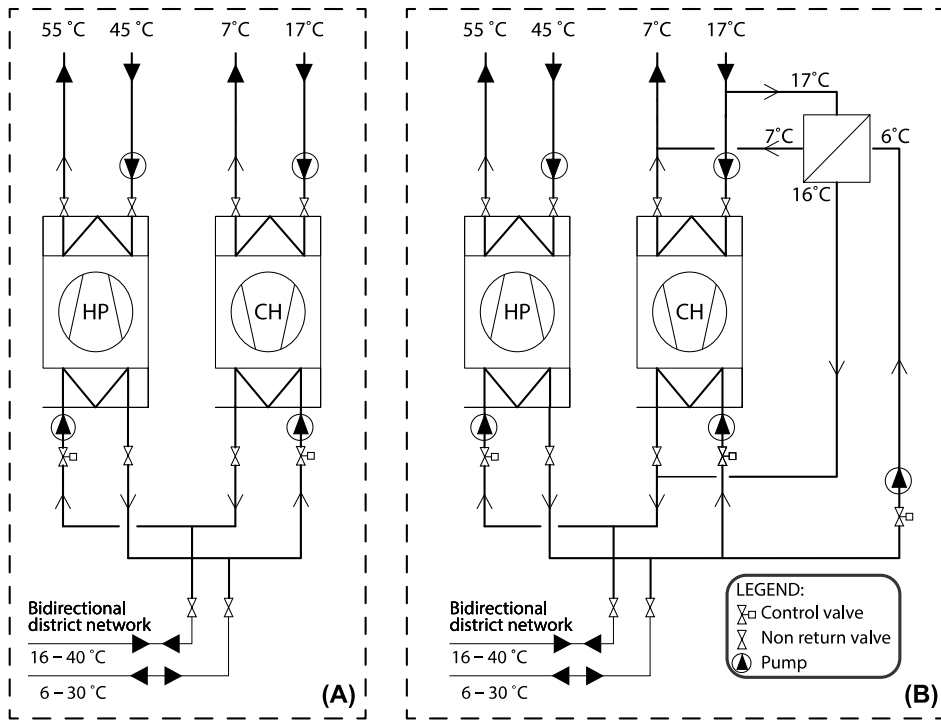 55 ˚C 45 ˚C 7˚C 17˚C
HP CH
Bidirectional
district network
16 – 40 ˚C
6 – 30 ˚C
(A)
55 ˚C 45 ˚C 7˚C 17˚C
17˚C
7˚C 6˚C
16˚C
HP CH
Bidirectional
district network
16 – 40 ˚C
6 – 30 ˚C
LEGEND:
Control valve
Non return valve
Pump
(B)